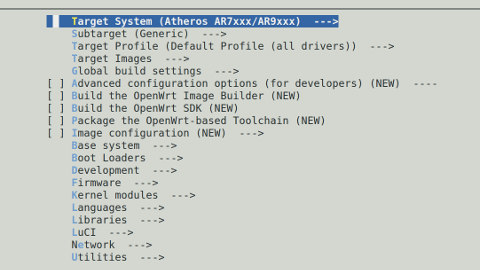 Target System (Atheros AR7xxx/AR9xxx)  --->
Subtarget (Generic)  --->
Target Profile (Default Profile (all drivers))  --->
Target Images  --->
Global build settings  --->
[ ] Advanced configuration options (for developers) (NEW)  ----
[ ] Build the OpenWrt Image Builder (NEW)
[ ] Build the OpenWrt SDK (NEW)
[ ] Package the OpenWrt-based Toolchain (NEW)
[ ] Image configuration (NEW)  --->
Base system  --->
Boot Loaders  --->
Development  --->
Firmware  --->
Kernel modules  --->
Languages  --->
Libraries  --->
LuCI  --->
Network  --->
Utilities  --->